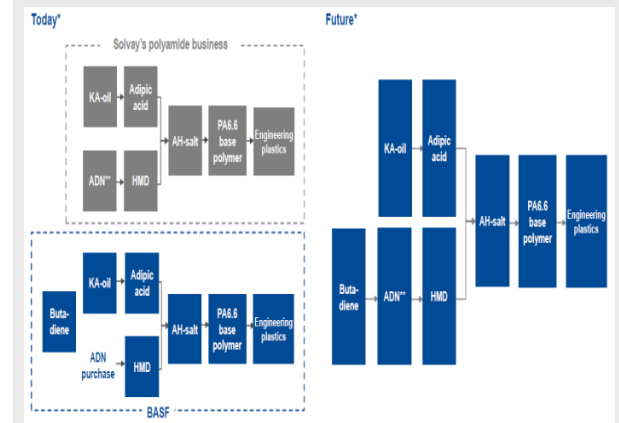 Today*
Future*
Solvay's polyamide business
KA-oil
Adipic
acid
AH-salt
PA6.6
base
polymer
Engineering
plastics
ADN**
HMD
KA-oil
Adipic
acid
Buta-
diene
AH-salt
PA6.6
base
polymer
Engineering
plastics
ADN
purchase
HMD
BASF
KA-oil
Adipic
acid
AH-salt
PA6.6
base
polymer
Engineering
plastics
Buta-
diene
ADN**
HMD